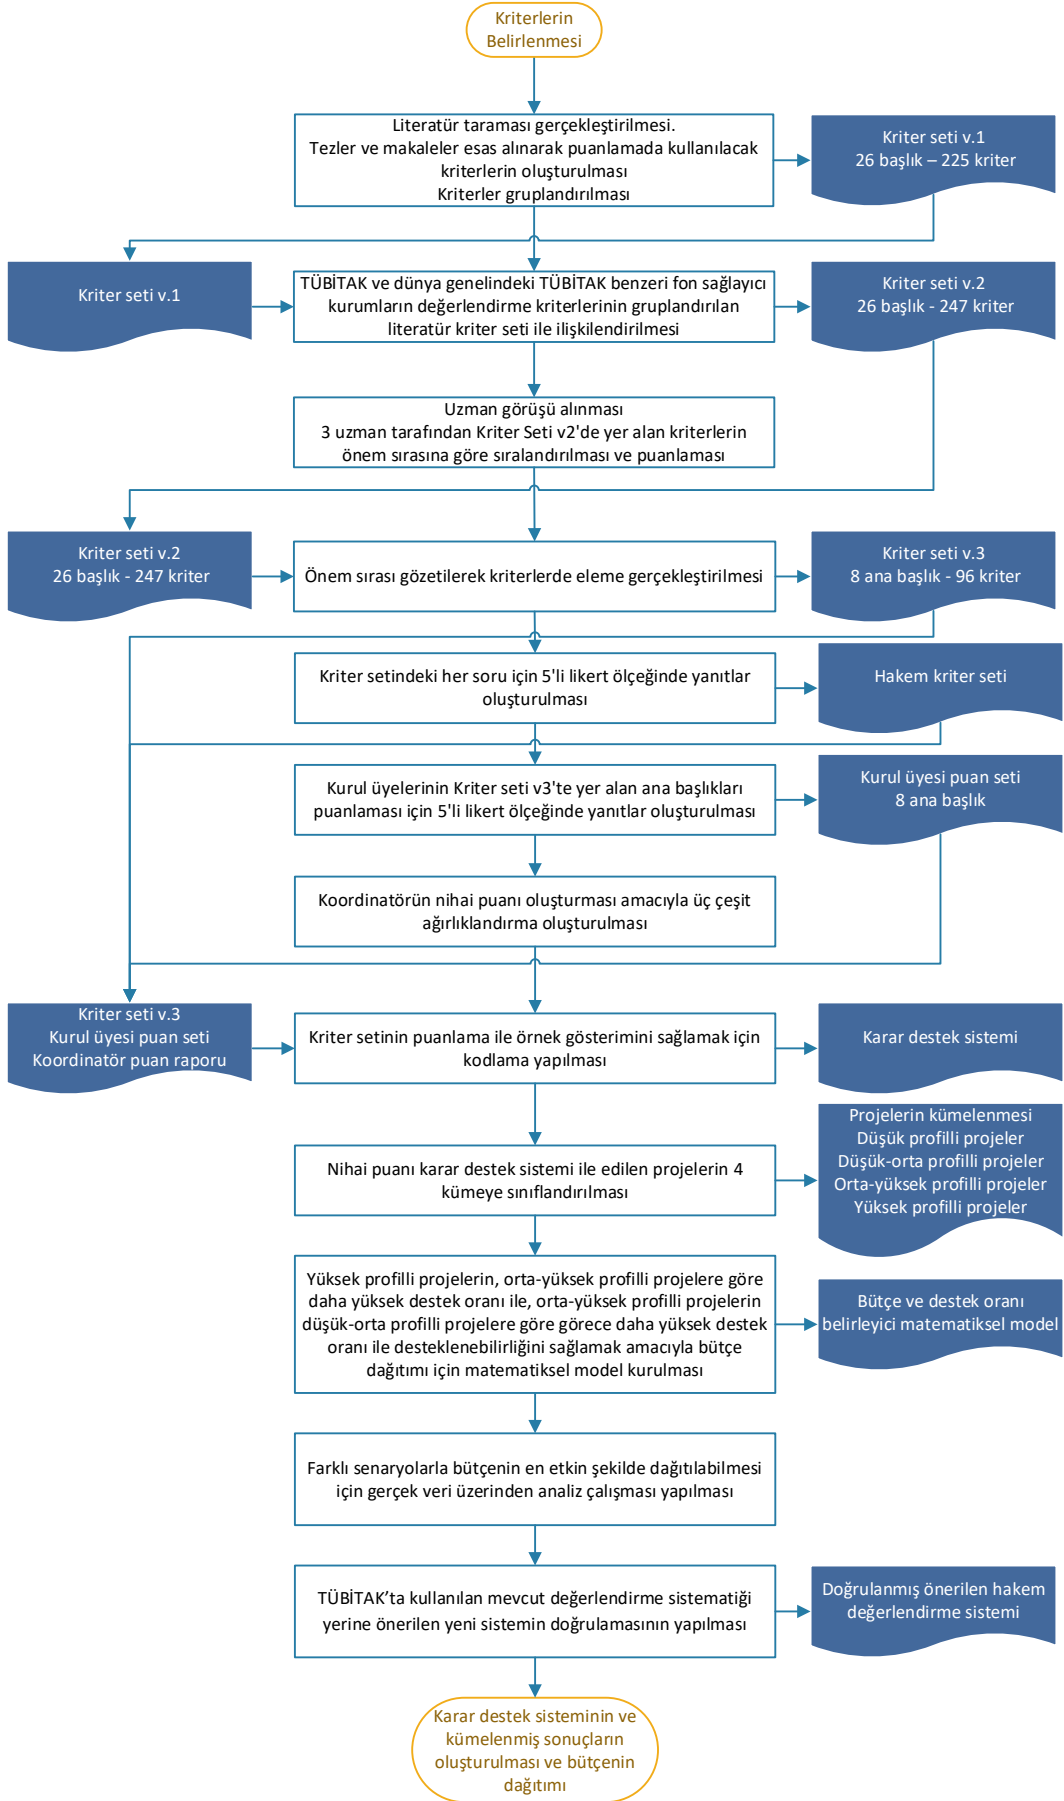 Kriterlerin
Belirlenmesi
Literatür taraması gerçekleştirilmesi.
Tezler ve makaleler esas alınarak puanlamada kullanılacak
kriterlerin oluşturulması
Kriterler gruplandırılması
Kriter seti v.1
26 başlık – 225 kriter
Kriter seti v.1
TÜBİTAK ve dünya genelindeki TÜBİTAK benzeri fon sağlayıcı
kurumların değerlendirme kriterlerinin gruplandırılan
literatür kriter seti ile ilişkilendirilmesi
Kriter seti v.2
26 başlık - 247 kriter
Uzman görüşü alınması
3 uzman tarafından Kriter Seti v2'de yer alan kriterlerin
önem sırasına göre sıralandırılması ve puanlaması
Kriter seti v.2
26 başlık - 247 kriter
Önem sırası gözetilerek kriterlerde eleme gerçekleştirilmesi
Kriter seti v.3
8 ana başlık - 96 kriter
Kriter setindeki her soru için 5'li likert ölçeğinde yanıtlar
oluşturulması
Hakem kriter seti
Kurul üyelerinin Kriter seti v3'te yer alan ana başlıkları
puanlaması için 5'li likert ölçeğinde yanıtlar oluşturulması
Kurul üyesi puan seti
8 ana başlık
Koordinatörün nihai puanı oluşturması amacıyla üç çeşit
ağırlıklandırma oluşturulması
Kriter seti v.3
Kurul üyesi puan seti
Koordinatör puan raporu
Kriter setinin puanlama ile örnek gösterimini sağlamak için
kodlama yapılması
Karar destek sistemi
Nihai puanı karar destek sistemi ile edilen projelerin 4
kümeye sınıflandırılması
Projelerin kümelenmesi
Düşük profilli projeler
Düşük-orta profilli projeler
Orta-yüksek profilli projeler
Yüksek profilli projeler
Yüksek profilli projelerin, orta-yüksek profilli projelere göre
daha yüksek destek oranı ile, orta-yüksek profilli projelerin
düşük-orta profilli projelere göre görece daha yüksek destek
oranı ile desteklenebilirliğini sağlamak amacıyla bütçe
dağıtımı için matematiksel model kurulması
Bütçe ve destek oranı
belirleyici matematiksel model
Farklı senaryolarla bütçenin en etkin şekilde dağıtılabilmesi
için gerçek veri üzerinden analiz çalışması yapılması
TÜBİTAK’ta kullanılan mevcut değerlendirme sistematiği
yerine önerilen yeni sistemin doğrulamasının yapılması
Doğrulanmış önerilen hakem
değerlendirme sistemi
Karar destek sisteminin ve
kümelenmiş sonuçların
oluşturulması ve bütçenin
dağıtımı